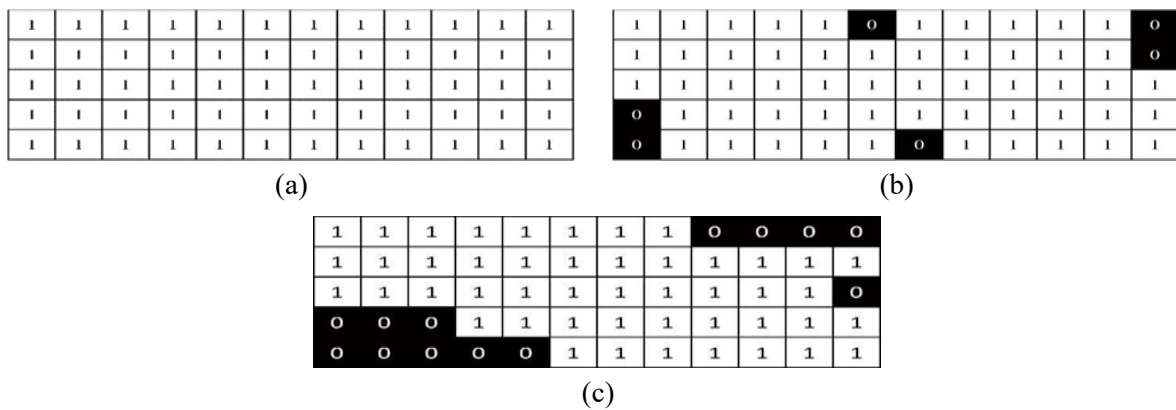 1 1 1 1 1 1 1 1 1 1 1 1
1 1 1 1 1 1 1 1 1 1 1 1
1 1 1 1 1 1 1 1 1 1 1 1
1 1 1 1 1 1 1 1 1 1 1 1
1 1 1 1 1 1 1 1 1 1 1 1
(a)
1 1 1 1 1 0 1 1 1 1 1 0
1 1 1 1 1 1 1 1 1 1 1 0
1 1 1 1 1 1 1 1 1 1 1 1
0 1 1 1 1 1 1 1 1 1 1 1
0 1 1 1 1 1 0 1 1 1 1 1
(b)
1 1 1 1 1 1 1 1 0 0 0 0
1 1 1 1 1 1 1 1 1 1 1 1
1 1 1 1 1 1 1 1 1 1 1 0
0 0 0 1 1 1 1 1 1 1 1 1
0 0 0 0 0 1 1 1 1 1 1 1
(c)